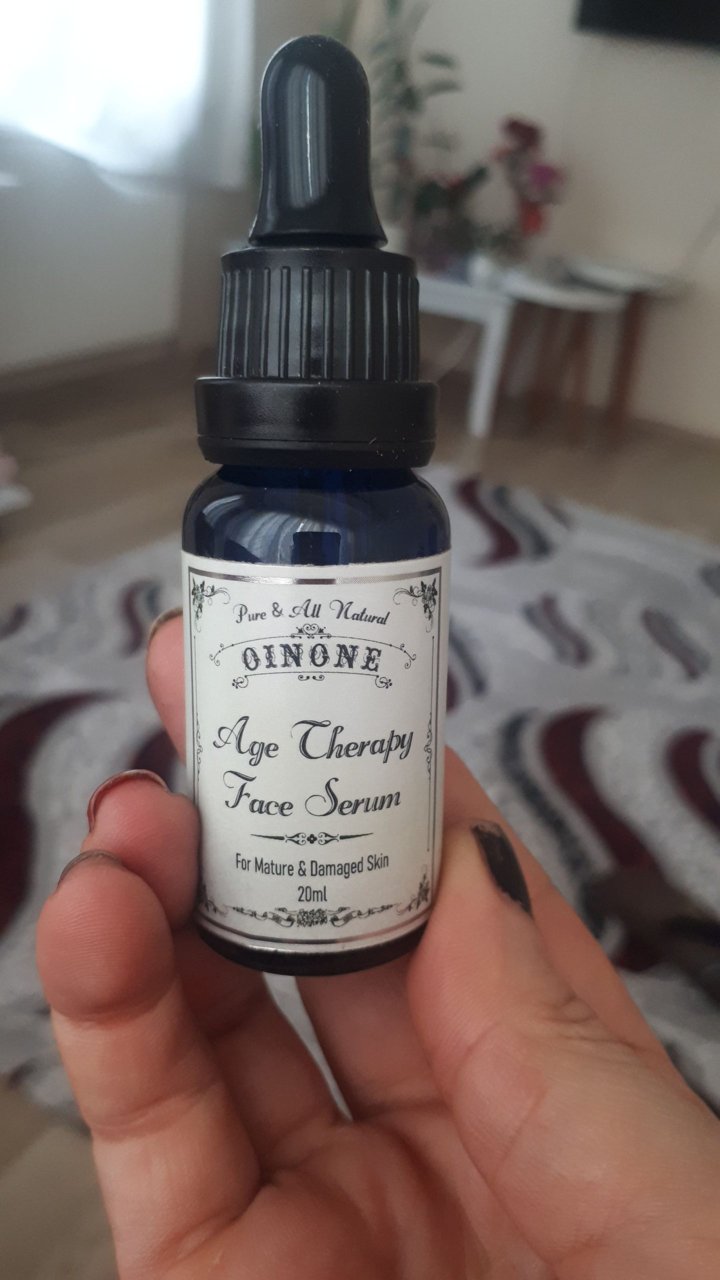 Pure & All Natural
OINONE
Age Therapy
Face Serum
For Mature & Damaged Skin
20ml